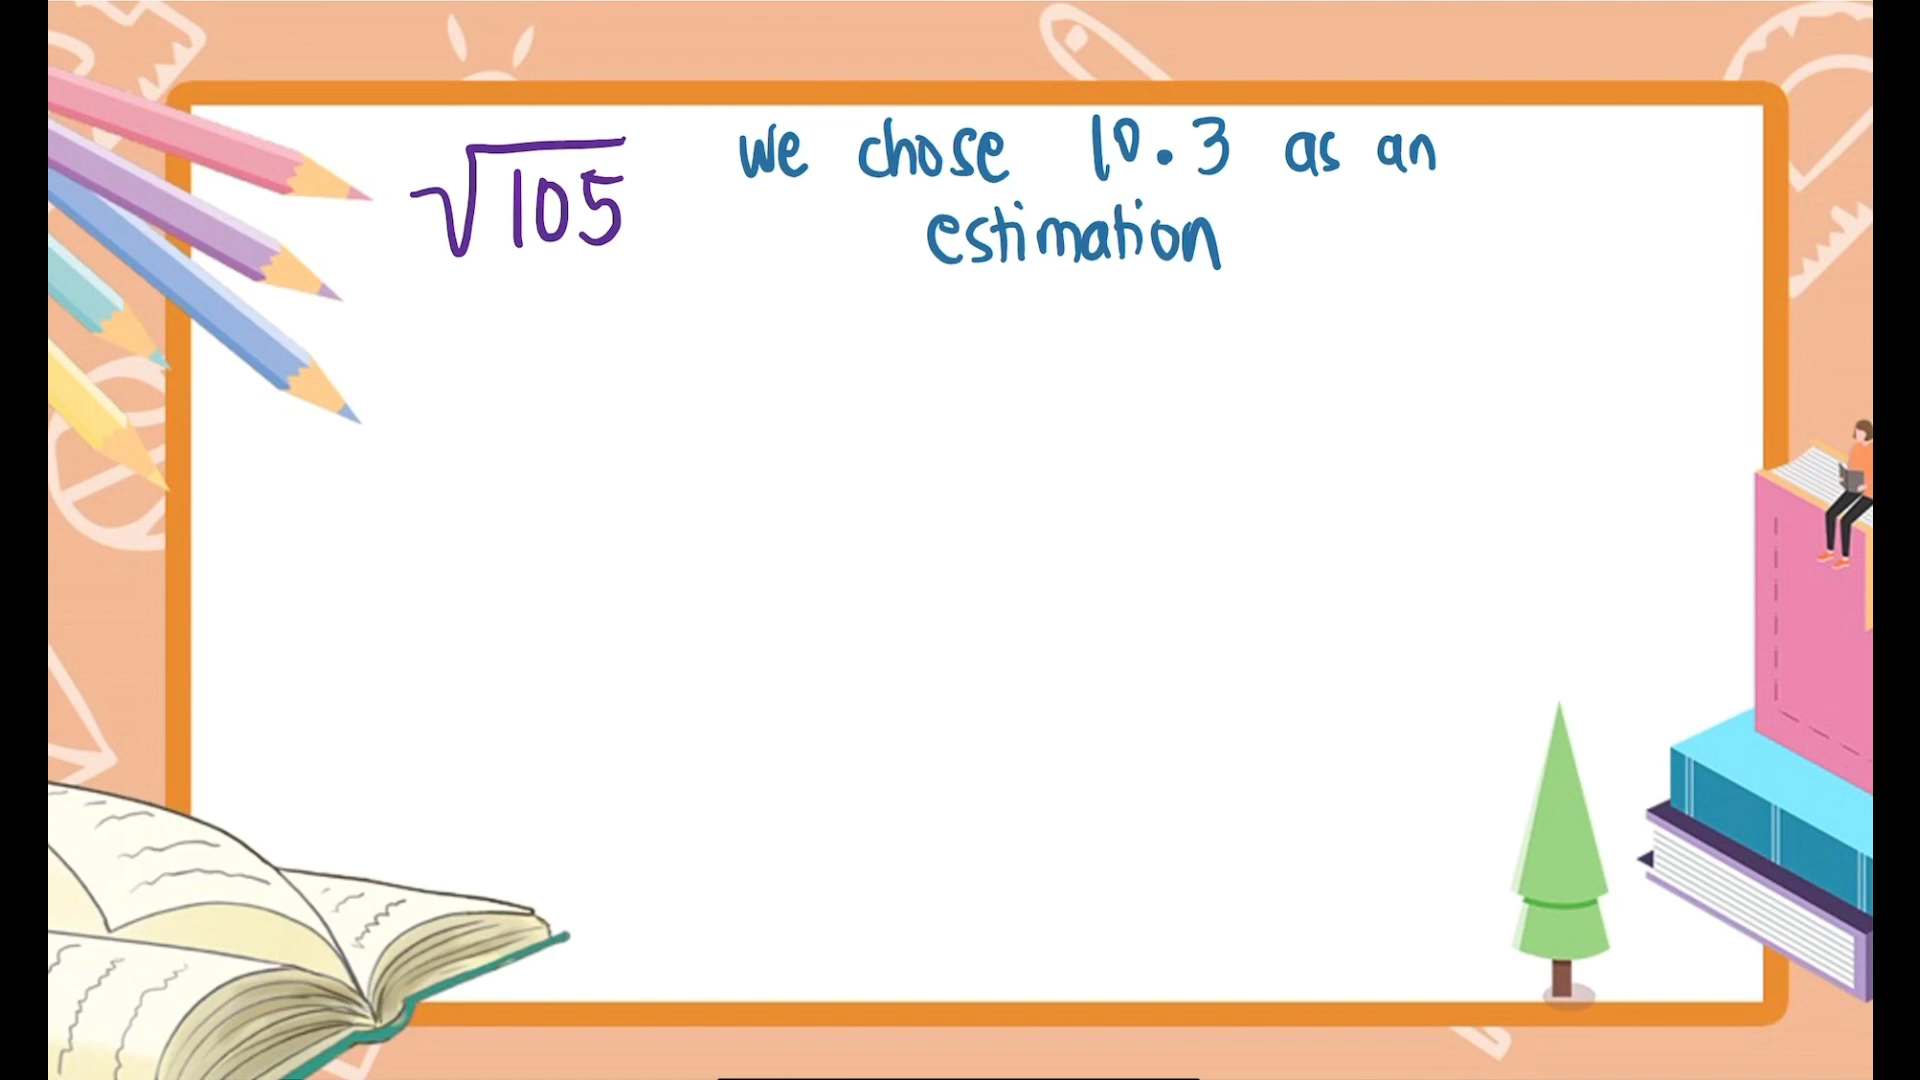 √105
we chose 10.3 as an
estimation